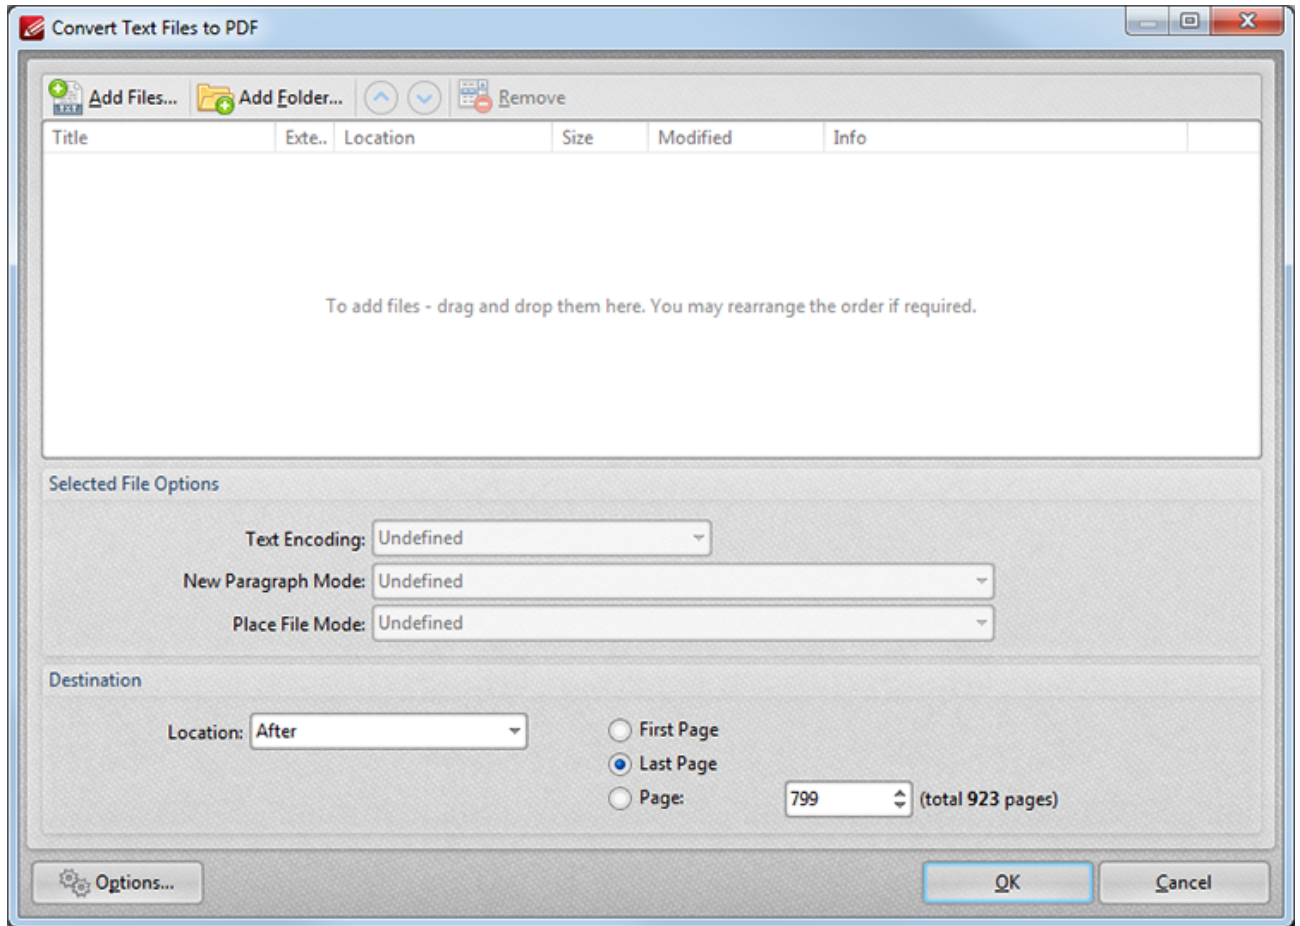 Convert Text Files to PDF
TXT Add Files... Add Folder... Remove
Title Exte.. Location Size Modified Info
To add files - drag and drop them here. You may rearrange the order if required.
Selected File Options
Text Encoding: Undefined
New Paragraph Mode: Undefined
Place File Mode: Undefined
Destination
Location: After First Page
Last Page
Page: 799 (total 923 pages)
Options... OK Cancel